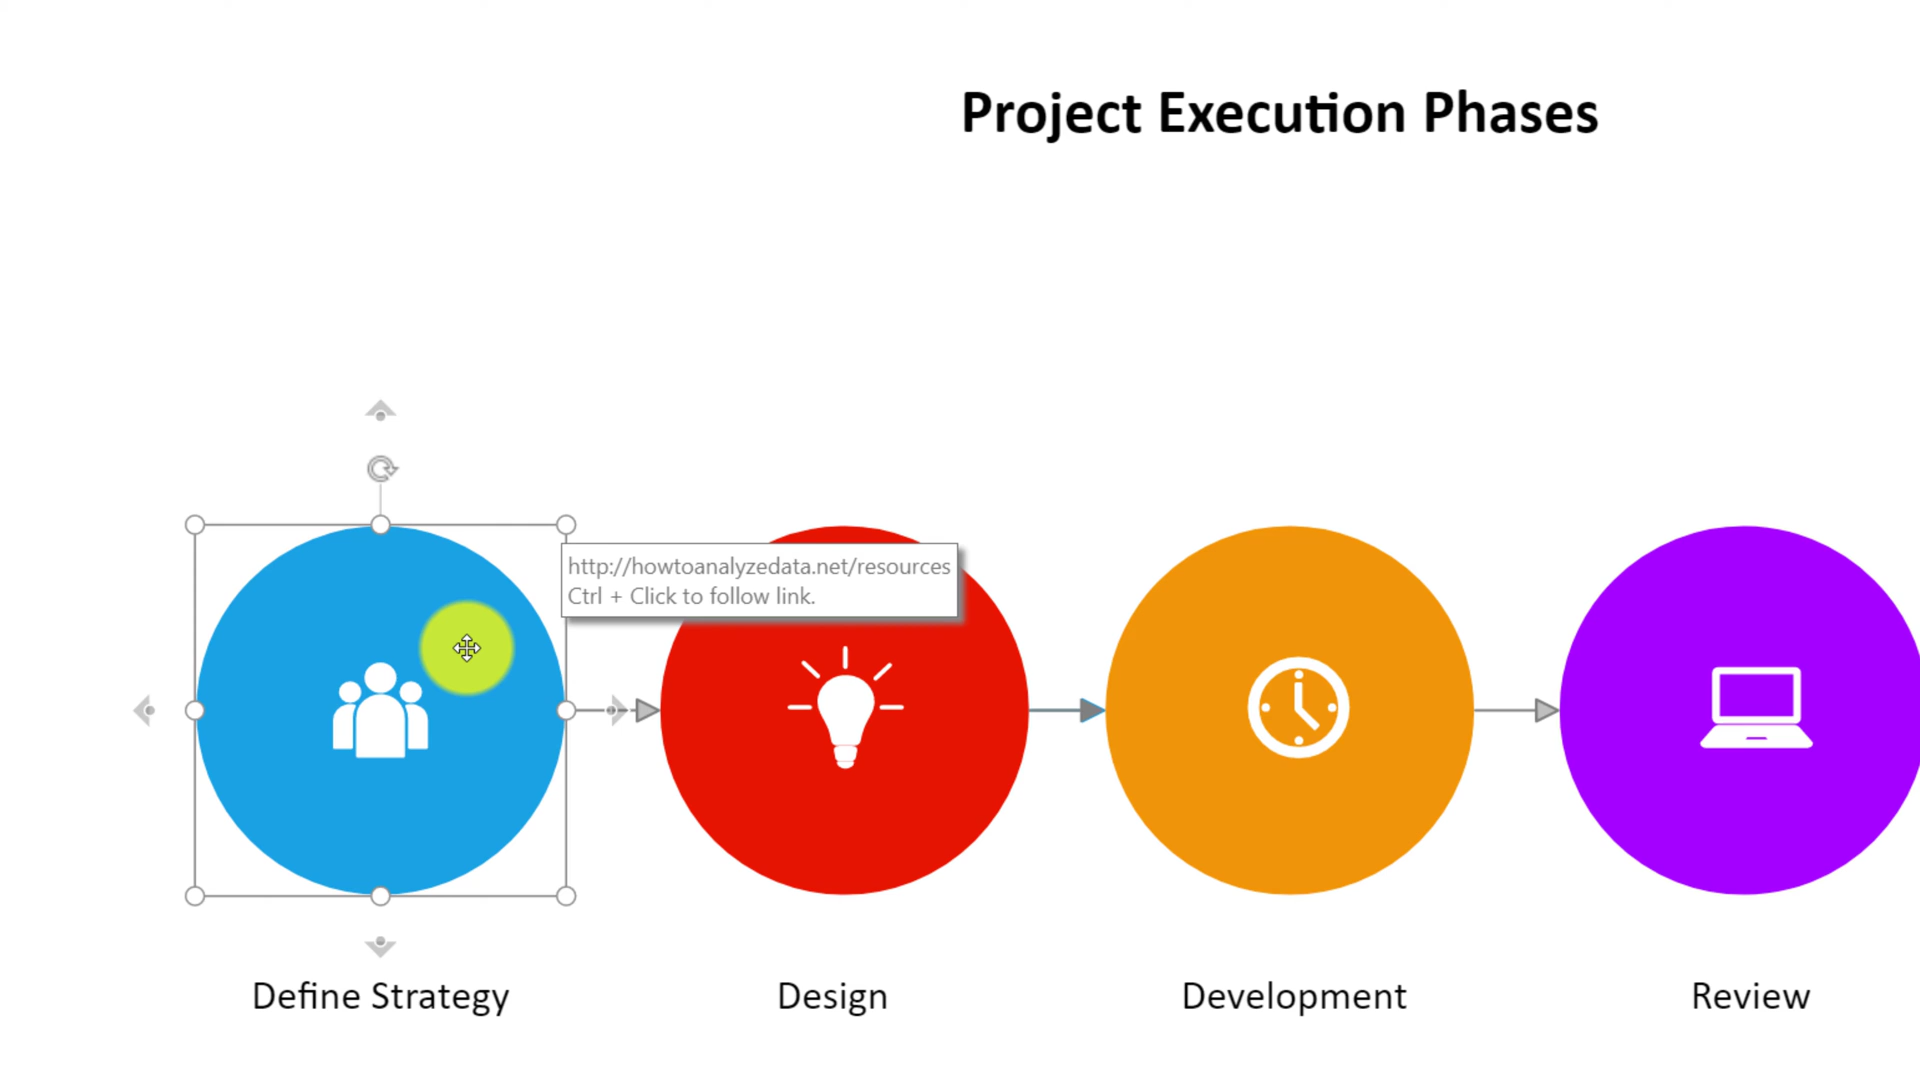 Project Execution Phases
http://howtoanalyzedata.net/resources
Ctrl + Click to follow link.
Define Strategy
Design
Development
Review